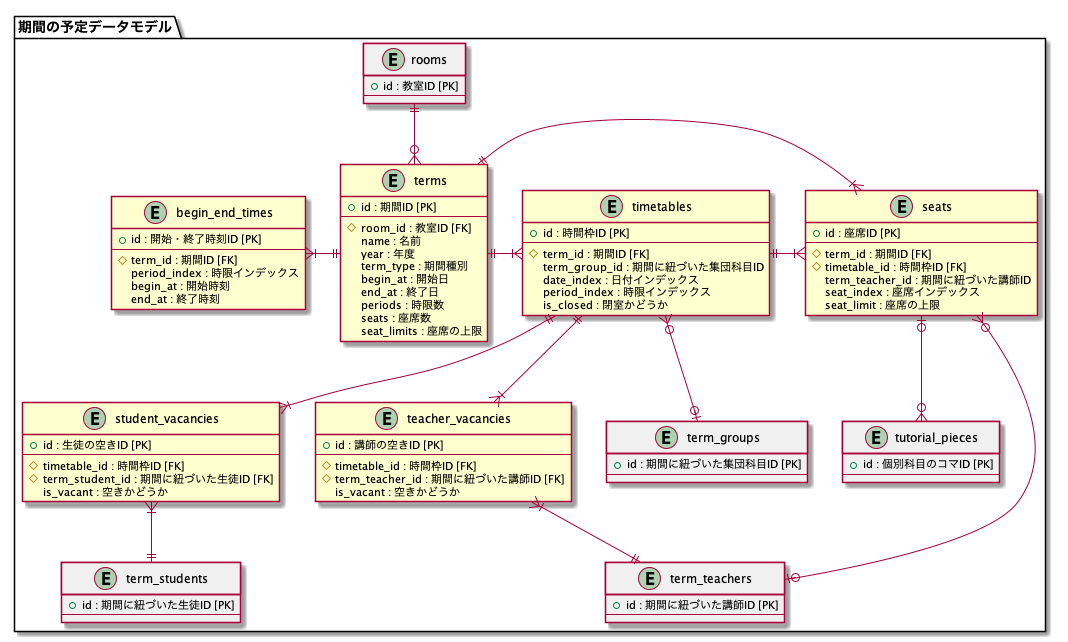 期間の予定データモデル
E rooms
id : 教室ID [PK]
E terms
id : 期間ID [PK]
room_id : 教室ID [FK]
name : 名前
year : 年度
term_type : 期間種別
begin_at : 開始日
end_at : 終了日
periods : 時限数
seats : 座席数
seat_limits : 座席の上限
E begin_end_times
id : 開始・終了時刻ID [PK]
term_id : 期間ID [FK]
period_index : 時限インデックス
begin_at : 開始時刻
end_at : 終了時刻
E timetables
id : 時間枠ID [PK]
term_id : 期間ID [FK]
term_group_id : 期間に紐づいた集団科目ID
date_index : 日付インデックス
period_index : 時限インデックス
is_closed : 閉室かどうか
E seats
id : 座席ID [PK]
term_id : 期間ID [FK]
timetable_id : 時間枠ID [FK]
term_teacher_id : 期間に紐づいた講師ID
seat_index : 座席インデックス
seat_limit : 座席の上限
E student_vacancies
id : 生徒の空きID [PK]
timetable_id : 時間枠ID [FK]
term_student_id : 期間に紐づいた生徒ID [FK]
is_vacant : 空きかどうか
E teacher_vacancies
id : 講師の空きID [PK]
timetable_id : 時間枠ID [FK]
term_teacher_id : 期間に紐づいた講師ID [FK]
is_vacant : 空きかどうか
E term_groups
id : 期間に紐づいた集団科目ID [PK]
E tutorial_pieces
id : 個別科目のコマID [PK]
E term_students
id : 期間に紐づいた生徒ID [PK]
E term_teachers
id : 期間に紐づいた講師ID [PK]